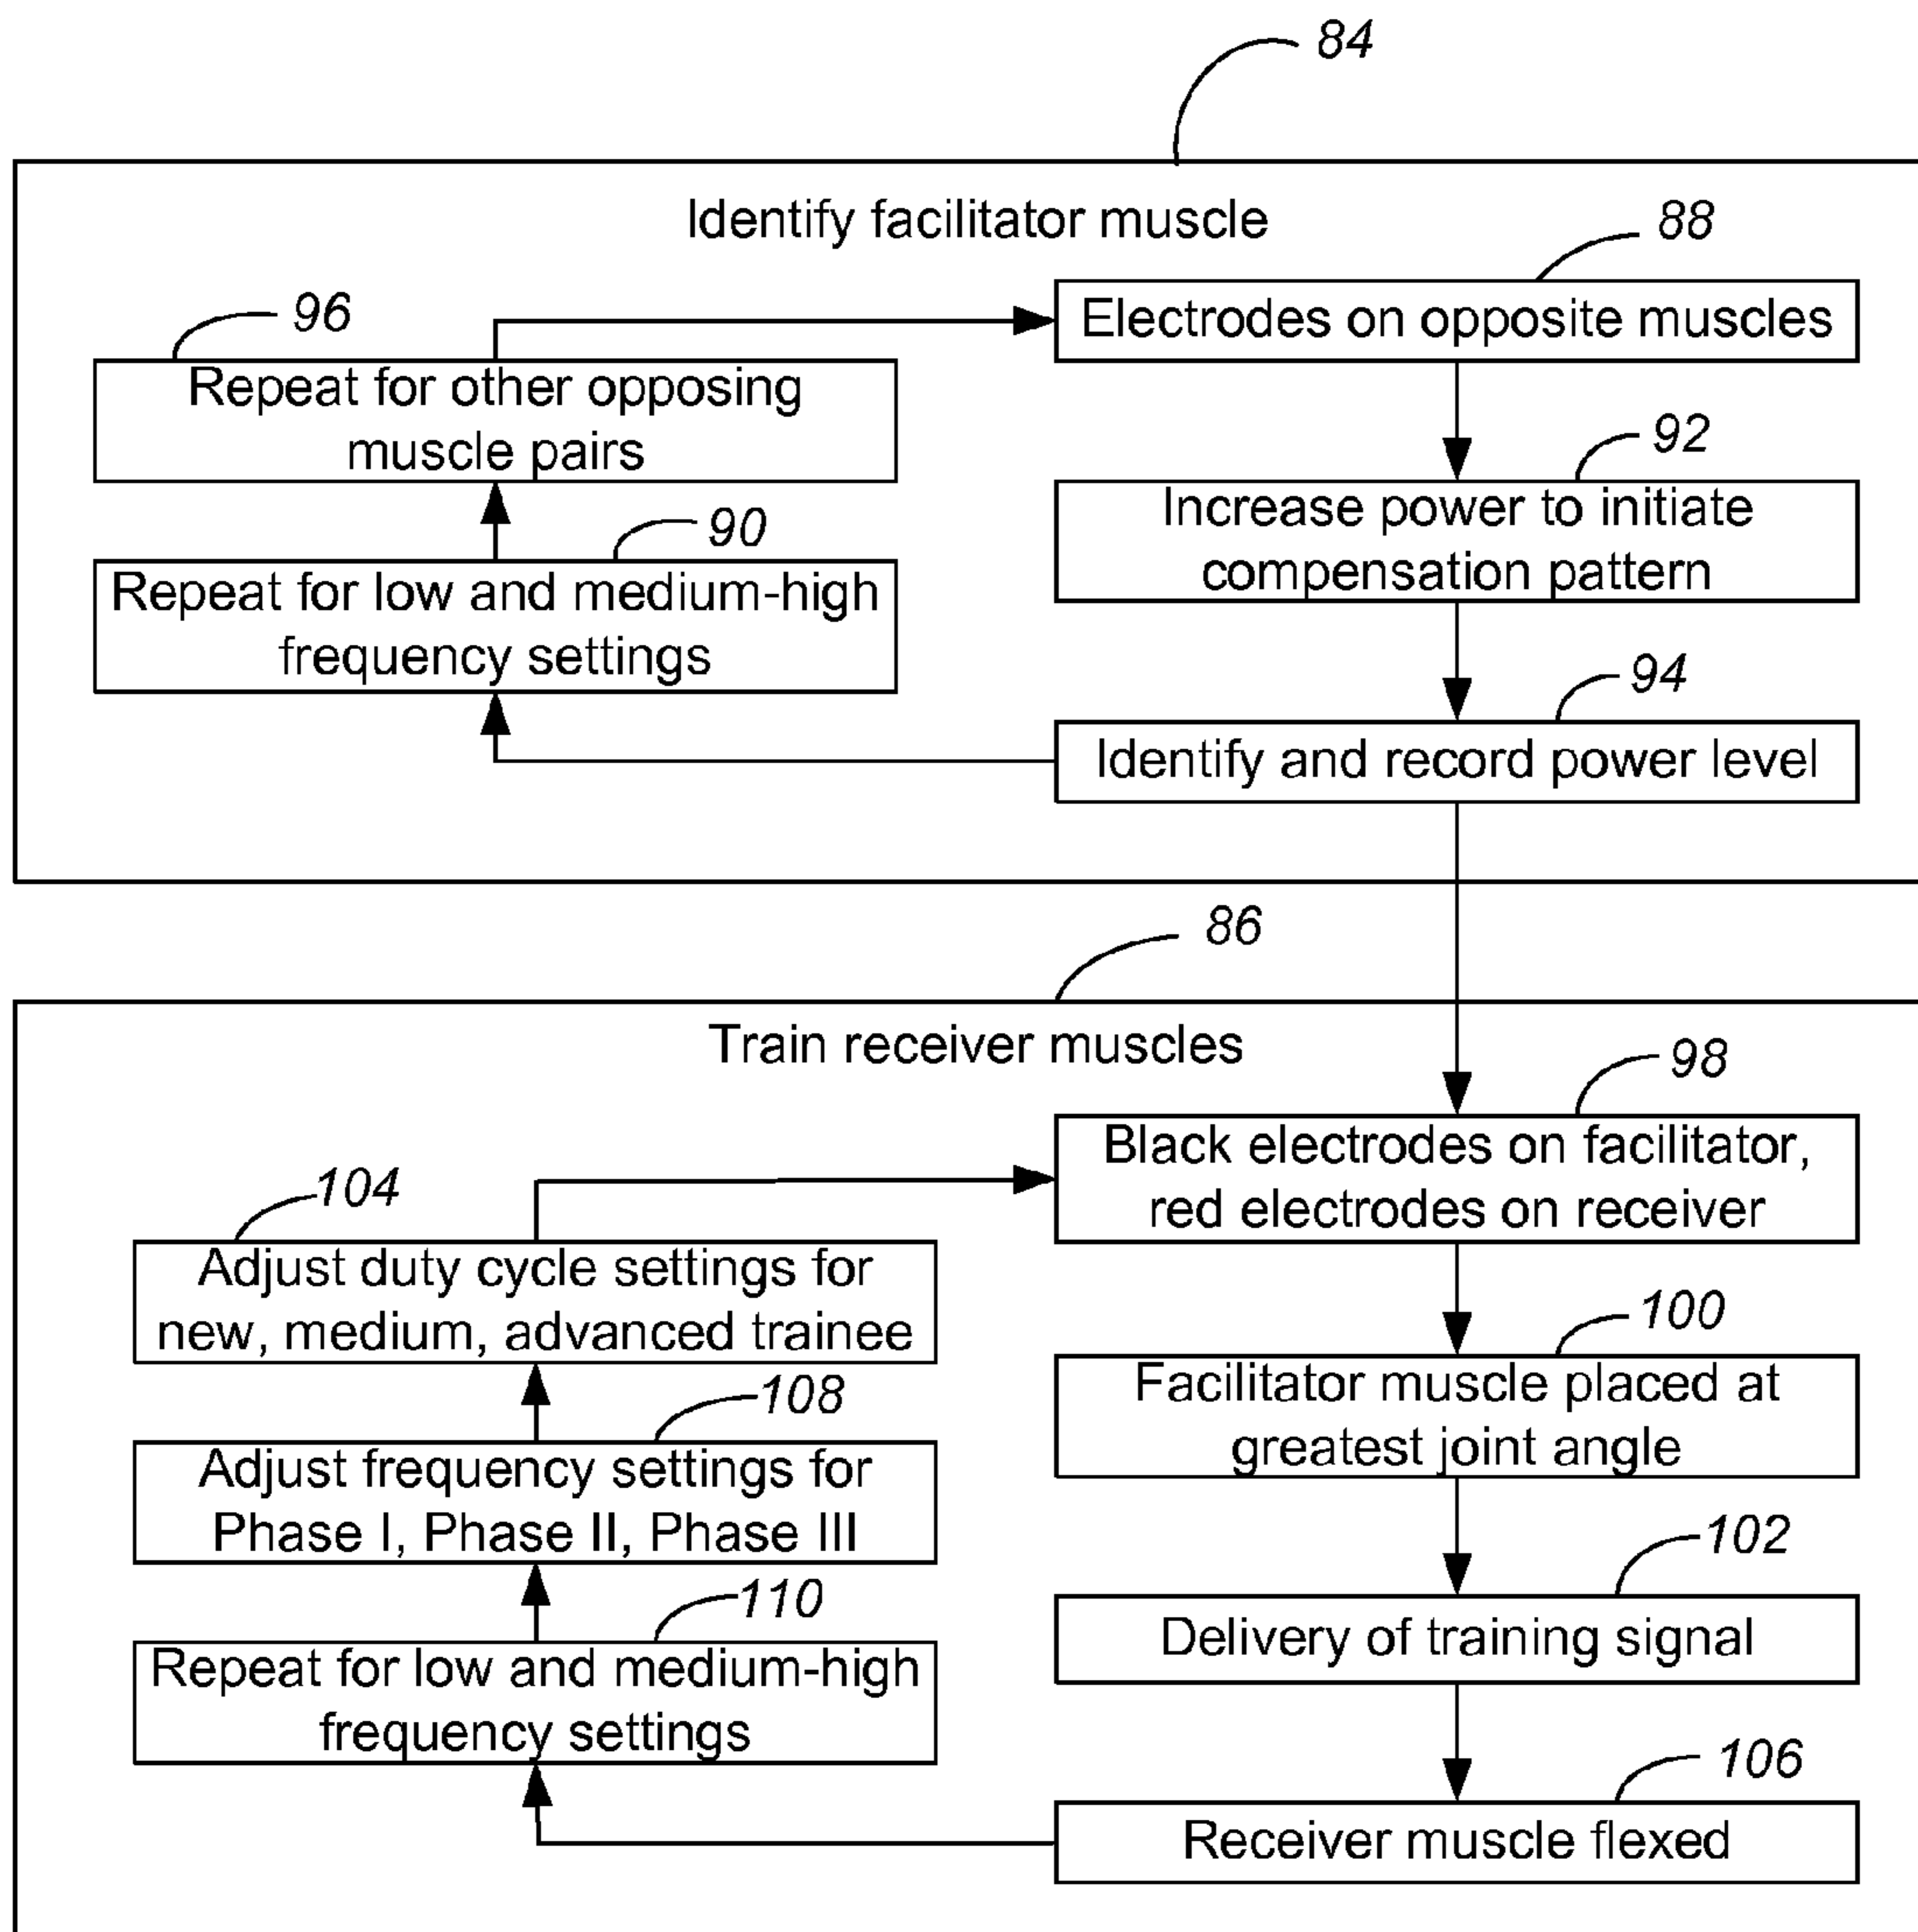 84
Identify facilitator muscle
88
Electrodes on opposite muscles
96
Repeat for other opposing
muscle pairs
92
Increase power to initiate
compensation pattern
90
Repeat for low and medium-high
frequency settings
94
Identify and record power level
86
Train receiver muscles
98
Black electrodes on facilitator,
red electrodes on receiver
104
Adjust duty cycle settings for
new, medium, advanced trainee
100
Facilitator muscle placed at
greatest joint angle
108
Adjust frequency settings for
Phase I, Phase II, Phase III
102
Delivery of training signal
110
Repeat for low and medium-high
frequency settings
106
Receiver muscle flexed